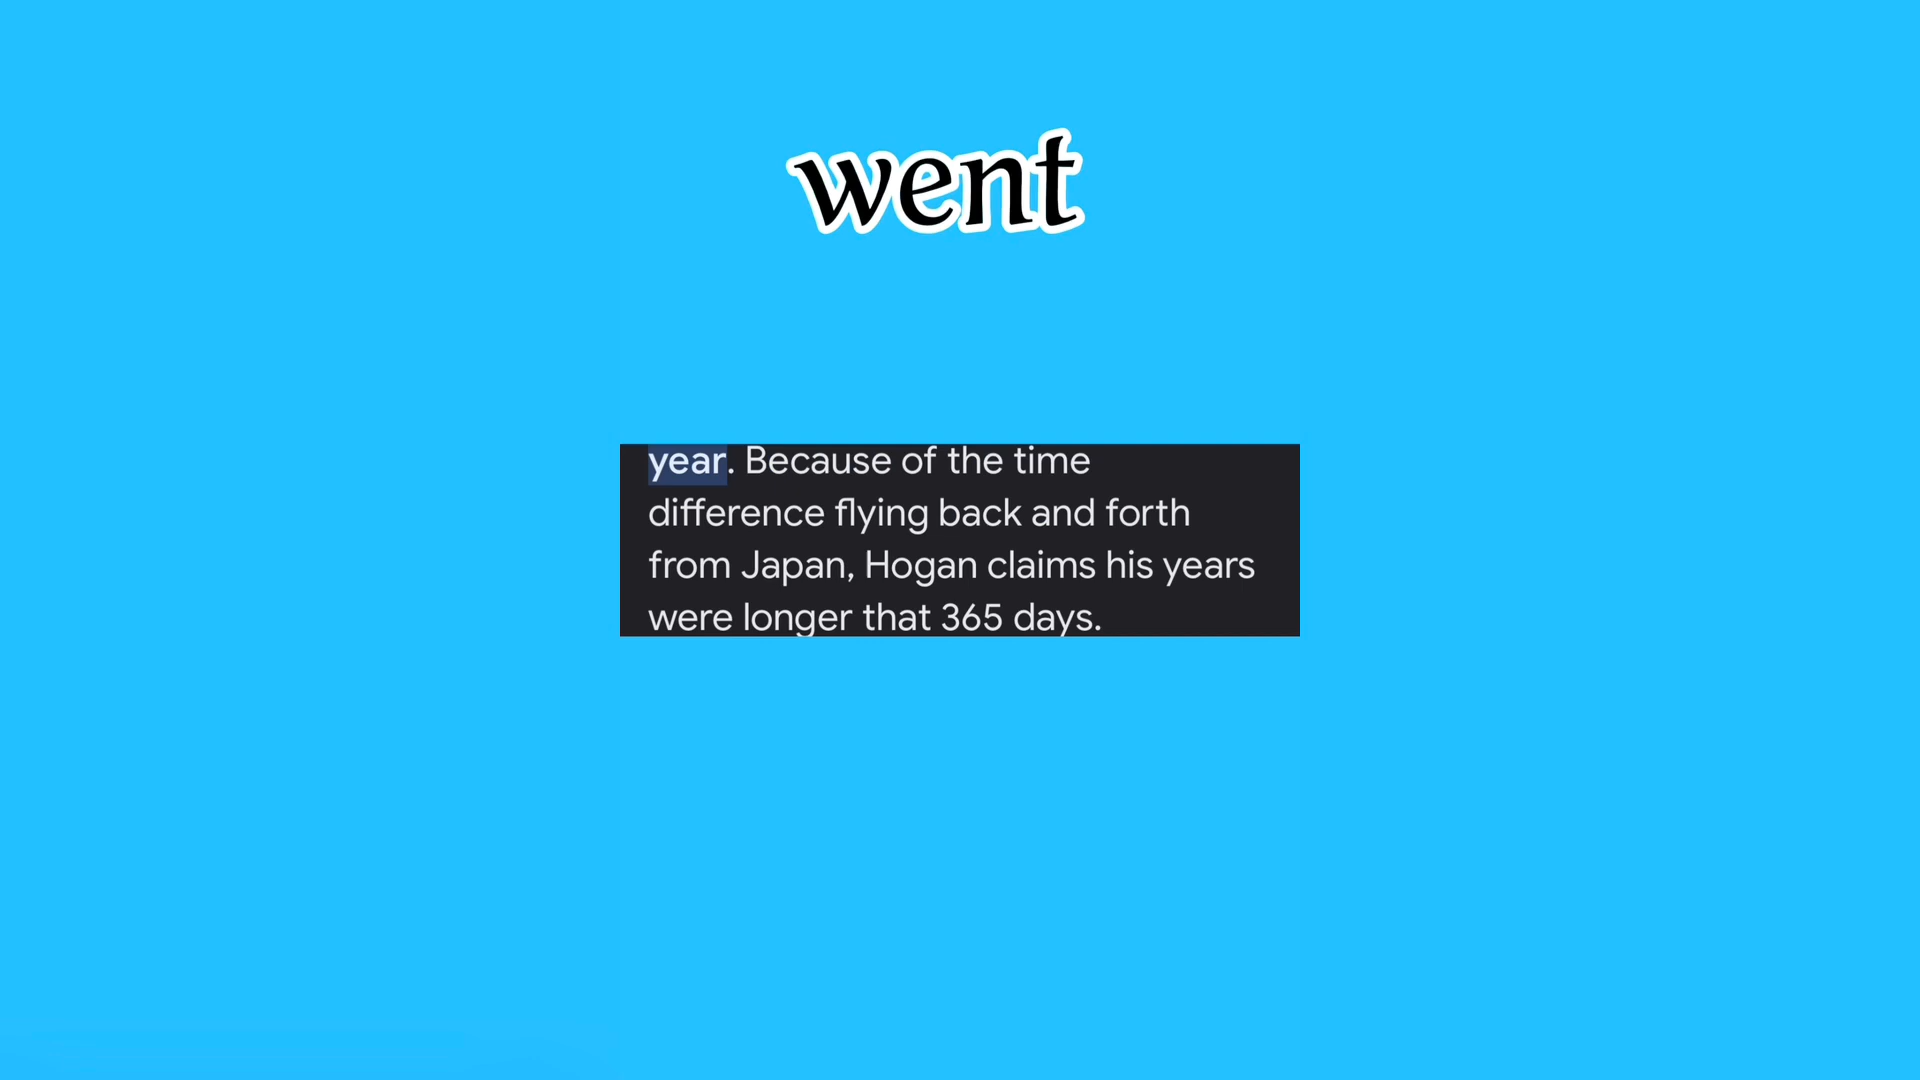 went
year. Because of the time
difference flying back and forth
from Japan, Hogan claims his years
were longer that 365 days.